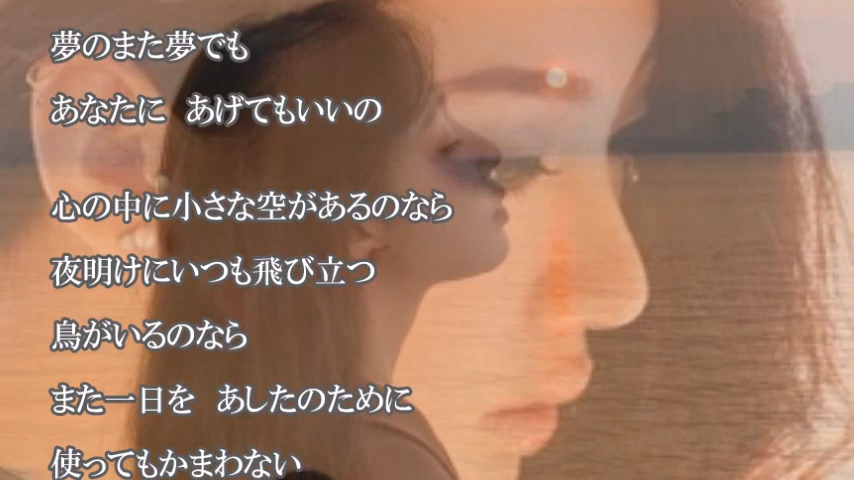 夢のまた夢でも
あなたに　あげてもいいの
心の中に小さな空があるのなら
夜明けにいつも飛び立つ
鳥がいるのなら
また一日を　あしたのために
使ってもかまわない